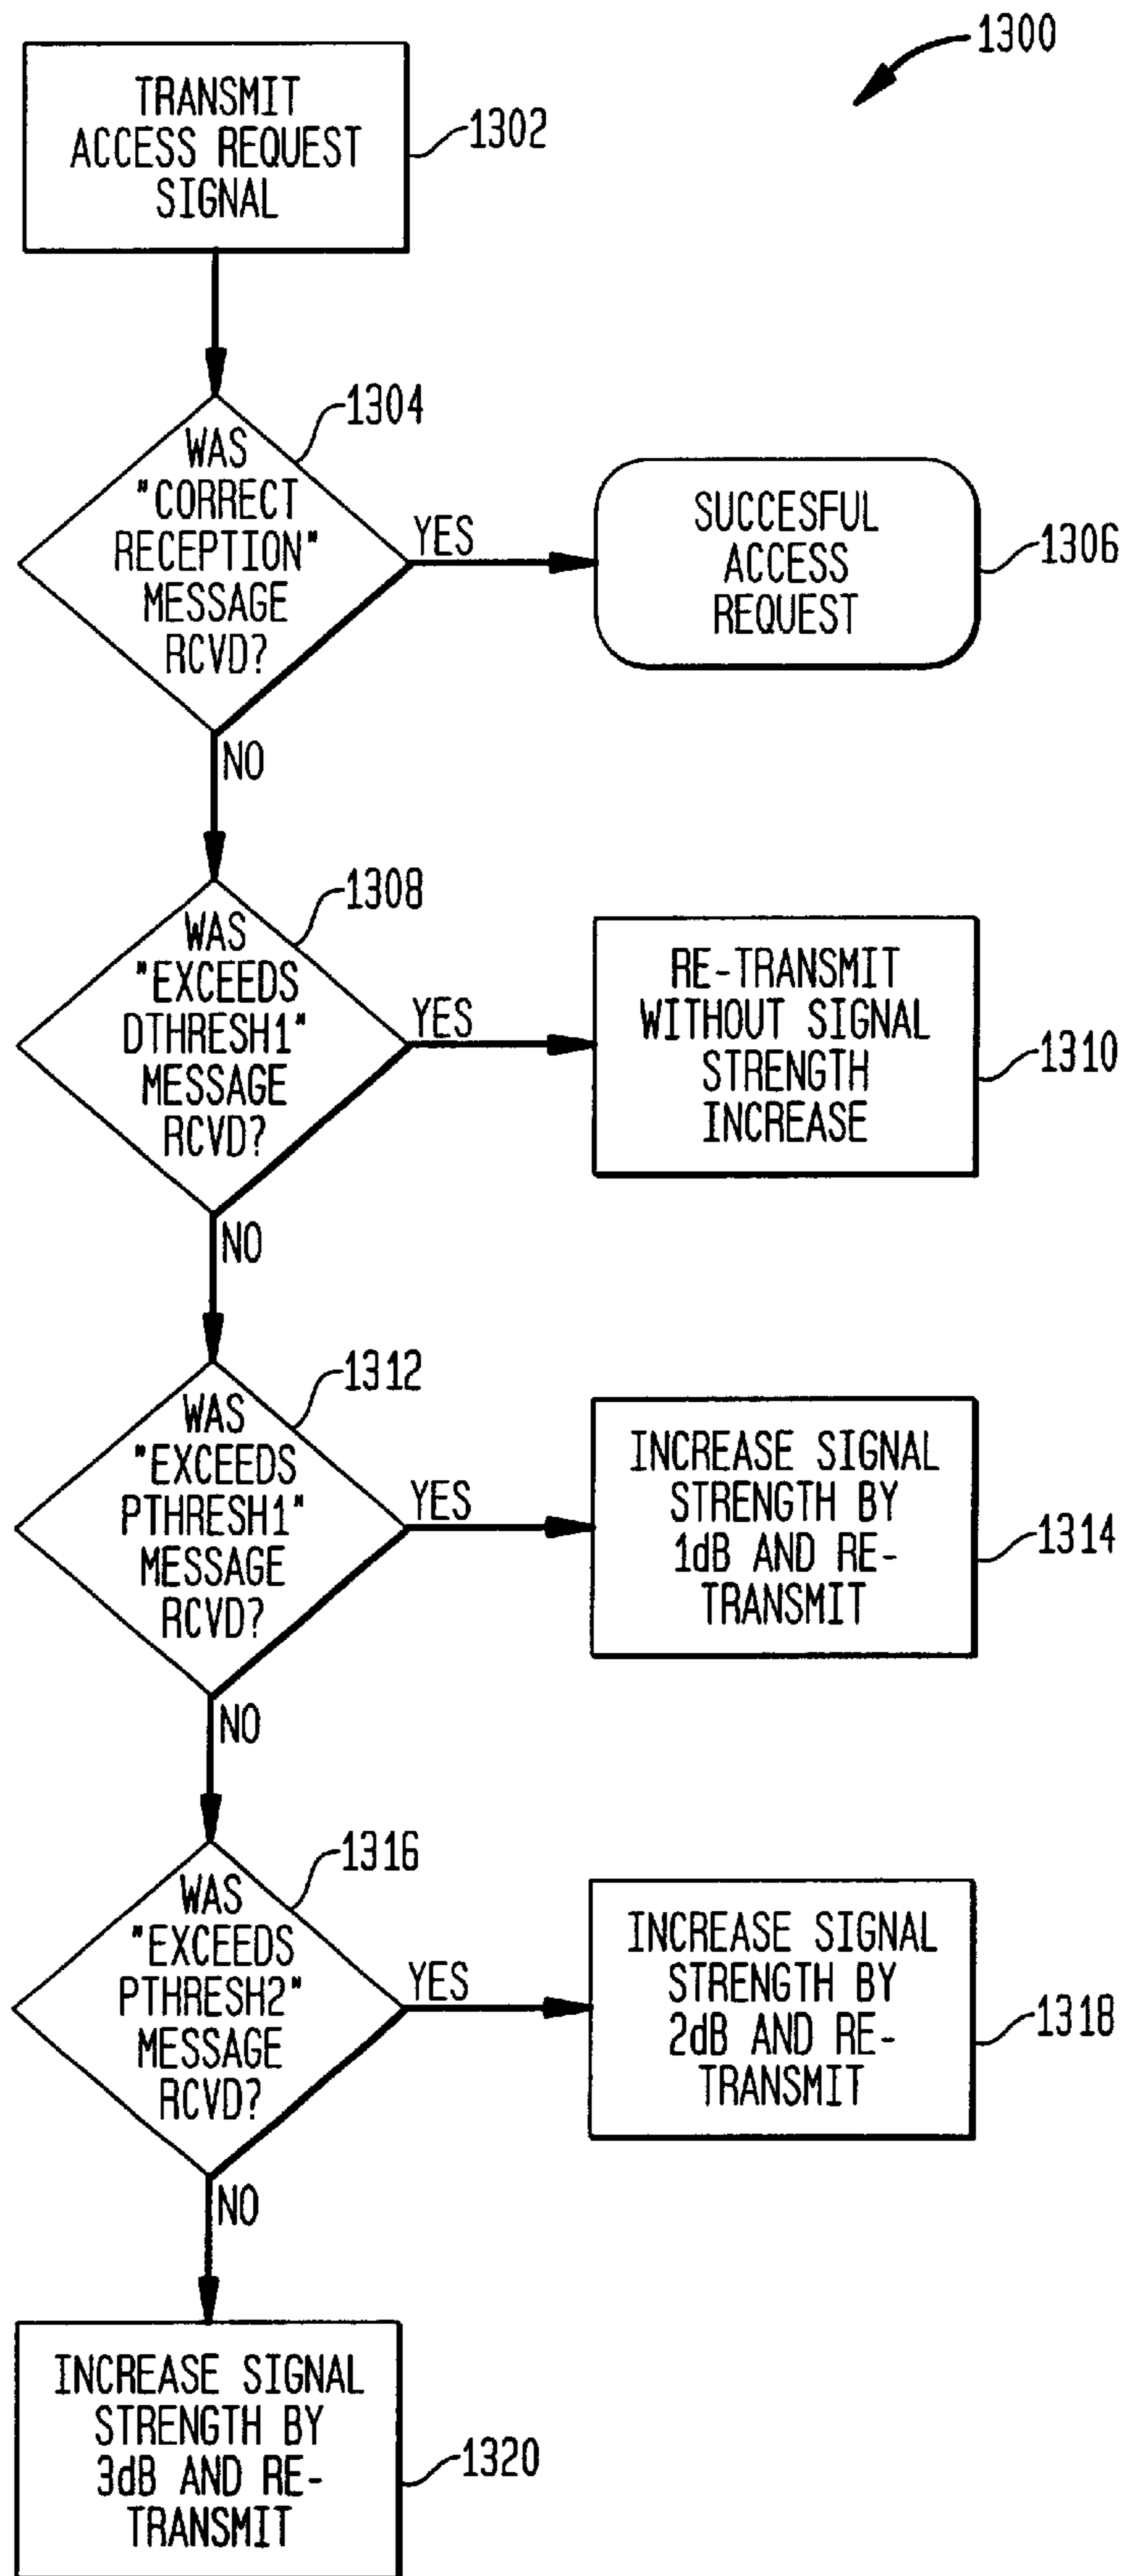 1300
TRANSMIT
ACCESS REQUEST
SIGNAL
1302
1304
WAS
"CORRECT
RECEPTION"
MESSAGE
RCVD?
YES
SUCCESFUL
ACCESS
REQUEST
1306
NO
1308
WAS
"EXCEEDS
DTHRESH1"
MESSAGE
RCVD?
YES
RE-TRANSMIT
WITHOUT SIGNAL
STRENGTH
INCREASE
1310
NO
1312
WAS
"EXCEEDS
PTHRESH1"
MESSAGE
RCVD?
YES
INCREASE SIGNAL
STRENGTH BY
1dB AND RE-
TRANSMIT
1314
NO
1316
WAS
"EXCEEDS
PTHRESH2"
MESSAGE
RCVD?
YES
INCREASE SIGNAL
STRENGTH BY
2dB AND RE-
TRANSMIT
1318
NO
INCREASE SIGNAL
STRENGTH BY
3dB AND RE-
TRANSMIT
1320